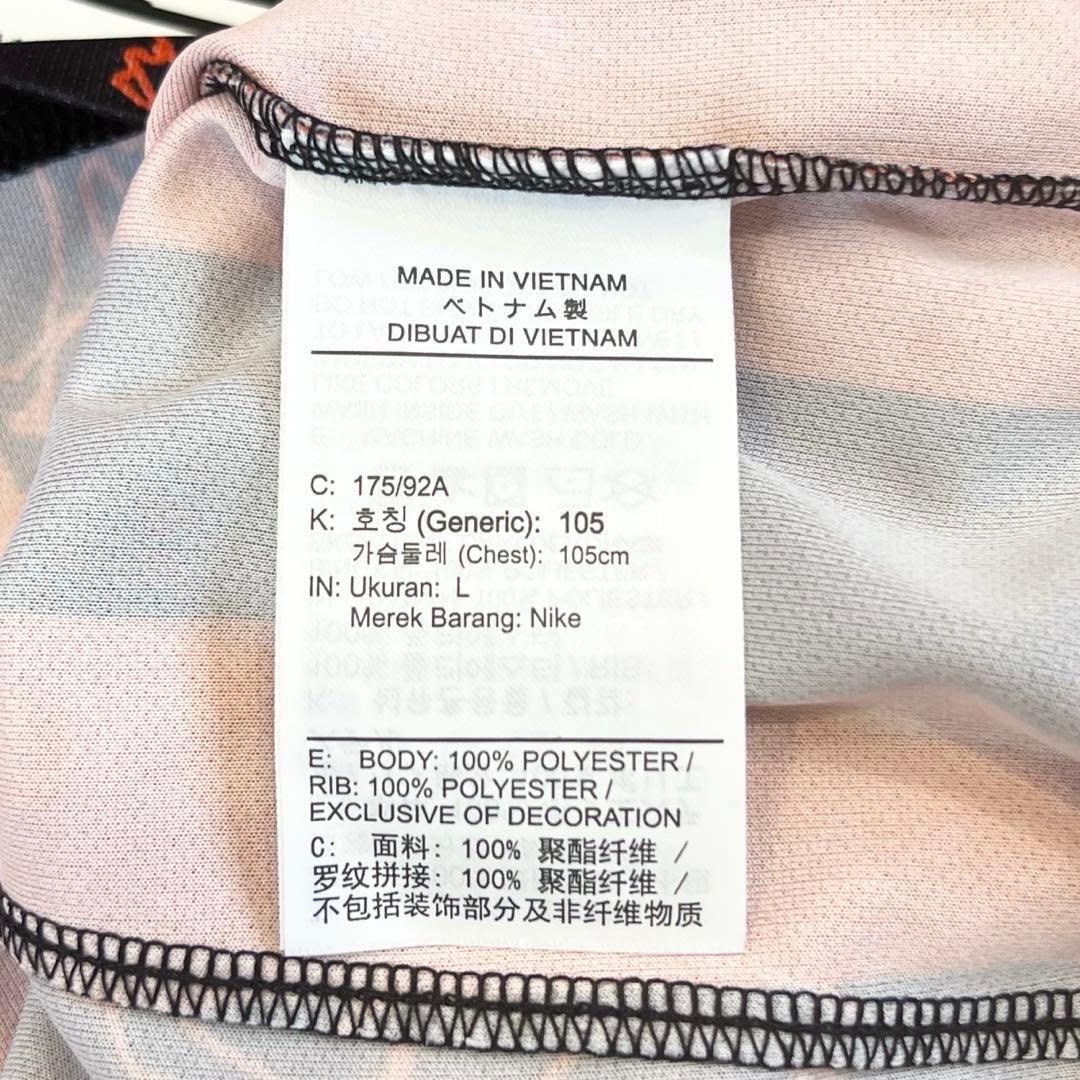 MADE IN VIETNAM
ベトナム製
DIBUAT DI VIETNAM
C: 175/92A
K: 호칭 (Generic): 105
가슴둘레 (Chest): 105cm
IN: Ukuran: L
Merek Barang: Nike
E: BODY: 100% POLYESTER /
RIB: 100% POLYESTER /
EXCLUSIVE OF DECORATION
C: 面料: 100% 聚酯纤维 /
罗纹拼接: 100% 聚酯纤维 /
不包括装饰部分及非纤维物质